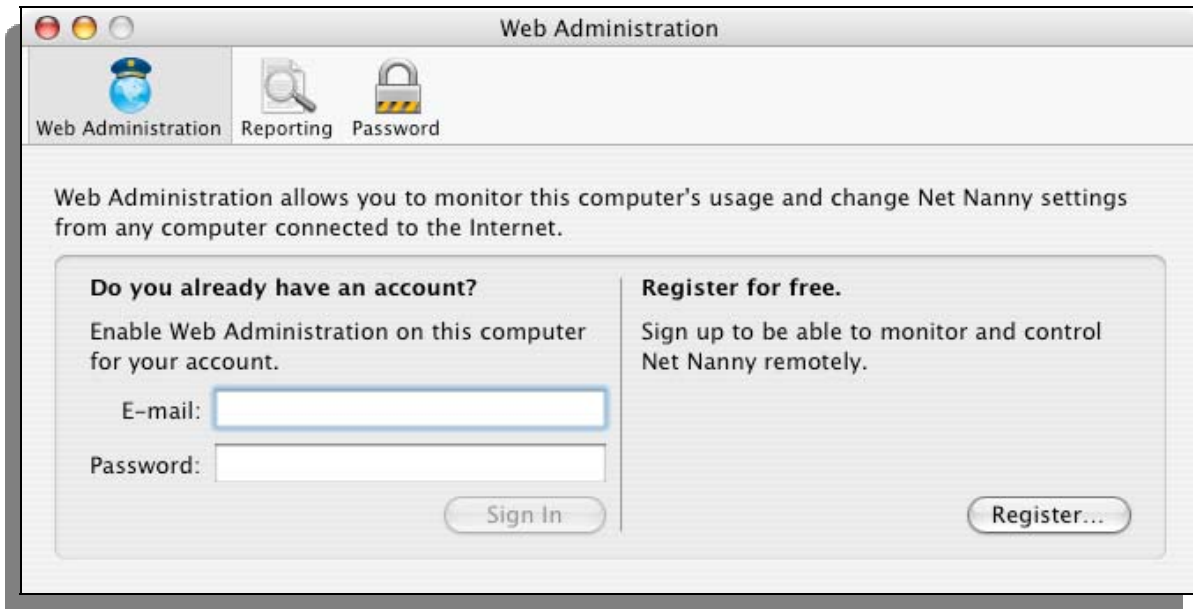 Web Administration
Web Administration
Reporting
Password
Web Administration allows you to monitor this computer's usage and change Net Nanny settings
from any computer connected to the Internet.
Do you already have an account?
Enable Web Administration on this computer
for your account.
E-mail:
Password:
Sign In
Register for free.
Sign up to be able to monitor and control
Net Nanny remotely.
Register...